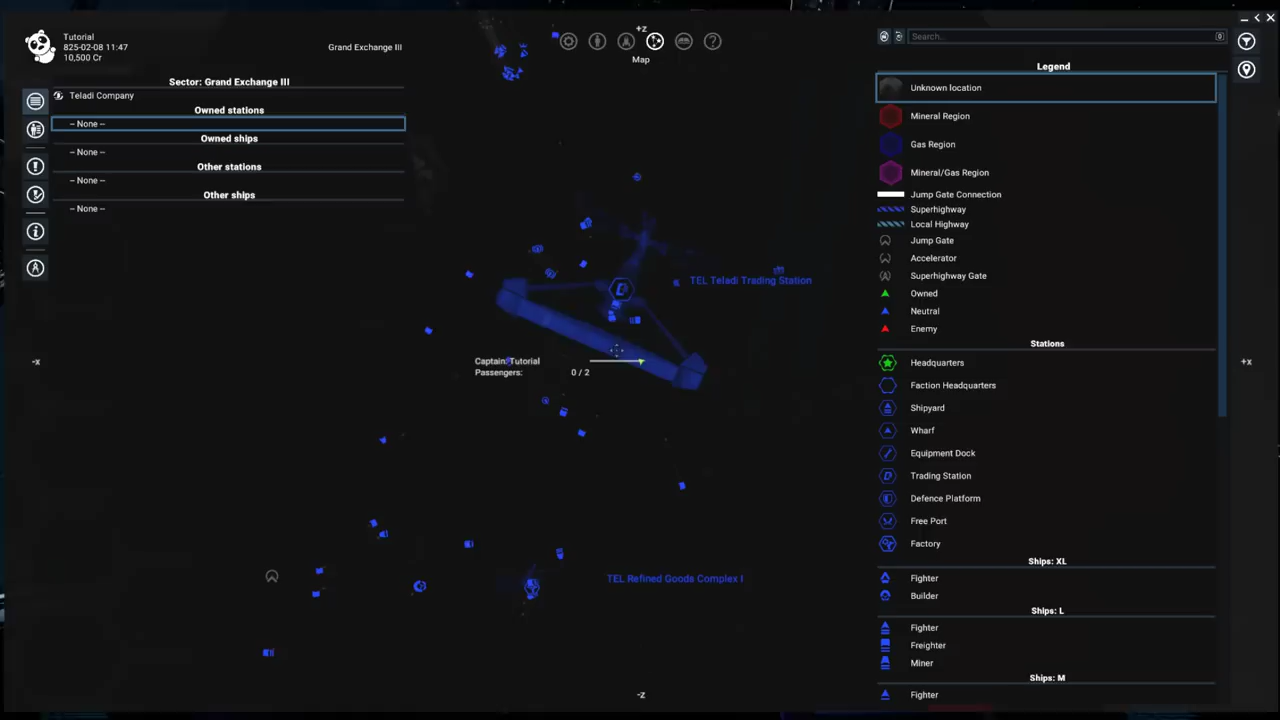 Tutorial
825-02-08 11:47
10,500 Cr
Grand Exchange III
+z
Map
Sector: Grand Exchange III
Teladi Company
Owned stations
-- None --
Owned ships
-- None --
Other stations
-- None --
Other ships
-- None --
-x
TEL Teladi Trading Station
Captain: Tutorial
Passengers: 0 / 2
TEL Refined Goods Complex I
-z
Search...
Legend
Unknown location
Mineral Region
Gas Region
Mineral/Gas Region
Jump Gate Connection
Superhighway
Local Highway
Jump Gate
Accelerator
Superhighway Gate
Owned
Neutral
Enemy
Stations
Headquarters
Faction Headquarters
Shipyard
Wharf
Equipment Dock
Trading Station
Defence Platform
Free Port
Factory
Ships: XL
Fighter
Builder
Ships: L
Fighter
Freighter
Miner
Ships: M
Fighter
+x